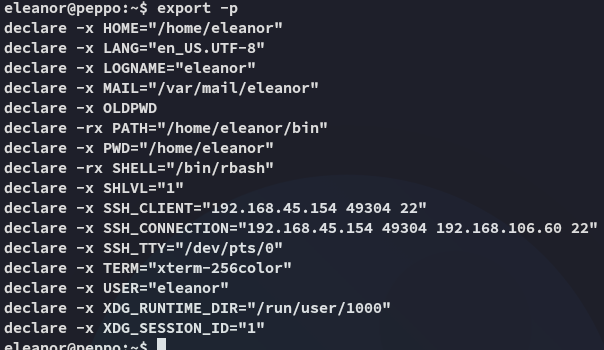 eleanor@peppo:~$ export -p
declare -x HOME="/home/eleanor"
declare -x LANG="en_US.UTF-8"
declare -x LOGNAME="eleanor"
declare -x MAIL="/var/mail/eleanor"
declare -x OLDPWD
declare -rx PATH="/home/eleanor/bin"
declare -x PWD="/home/eleanor"
declare -rx SHELL="/bin/rbash"
declare -x SHLVL="1"
declare -x SSH_CLIENT="192.168.45.154 49304 22"
declare -x SSH_CONNECTION="192.168.45.154 49304 192.168.106.60 22"
declare -x SSH_TTY="/dev/pts/0"
declare -x TERM="xterm-256color"
declare -x USER="eleanor"
declare -x XDG_RUNTIME_DIR="/run/user/1000"
declare -x XDG_SESSION_ID="1"
eleanor@peppo:~$